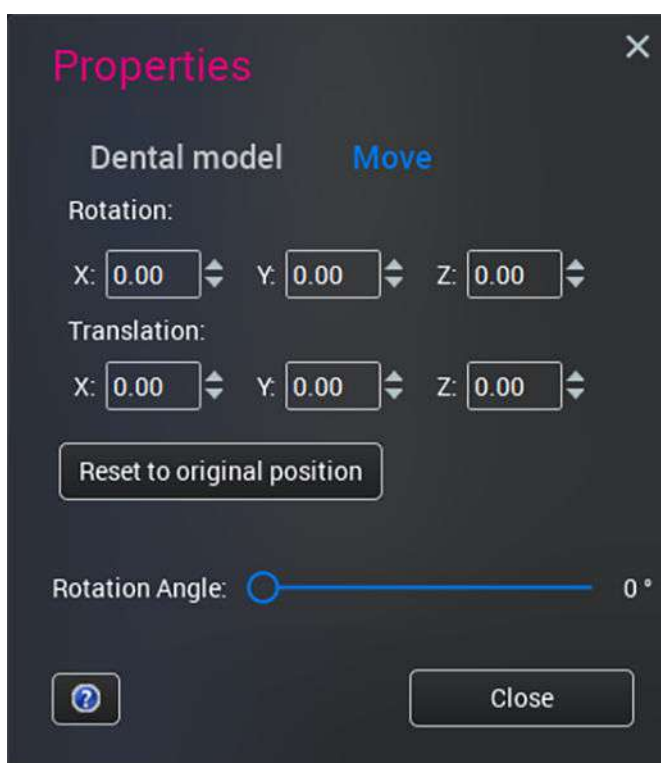 Properties
Dental model Move
Rotation:
X: 0.00 Y: 0.00 Z: 0.00
Translation:
X: 0.00 Y: 0.00 Z: 0.00
Reset to original position
Rotation Angle: 0 °
? Close